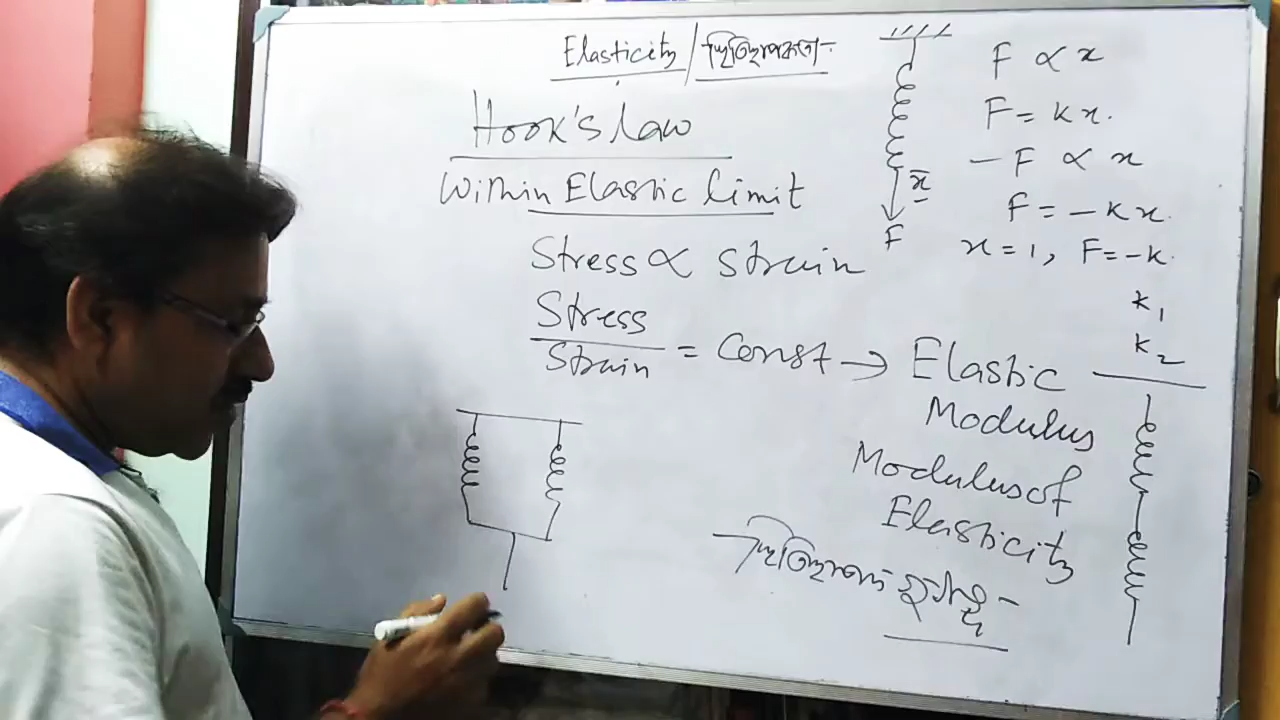 Elasticity / স্থিতিস্থাপকতা
Hook's law
Within Elastic limit
Stress ∝ Strain
Stress
Strain
= Const → Elastic
Modulus
Modulus of
Elasticity
স্থিতিস্থাপক গুণাঙ্ক
x
F
F ∝ x
F = kx.
- F ∝ x
F = - kx.
x = 1, F = - k.
k₁
k₂